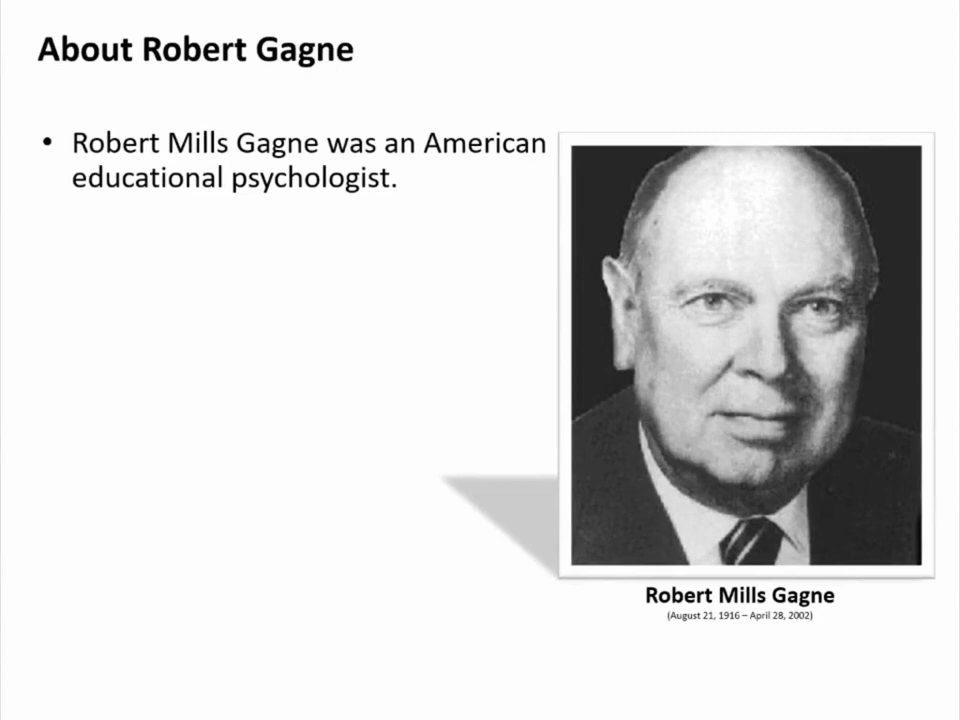 About Robert Gagne
• Robert Mills Gagne was an American
educational psychologist.
Robert Mills Gagne
(August 21, 1916 – April 28, 2002)